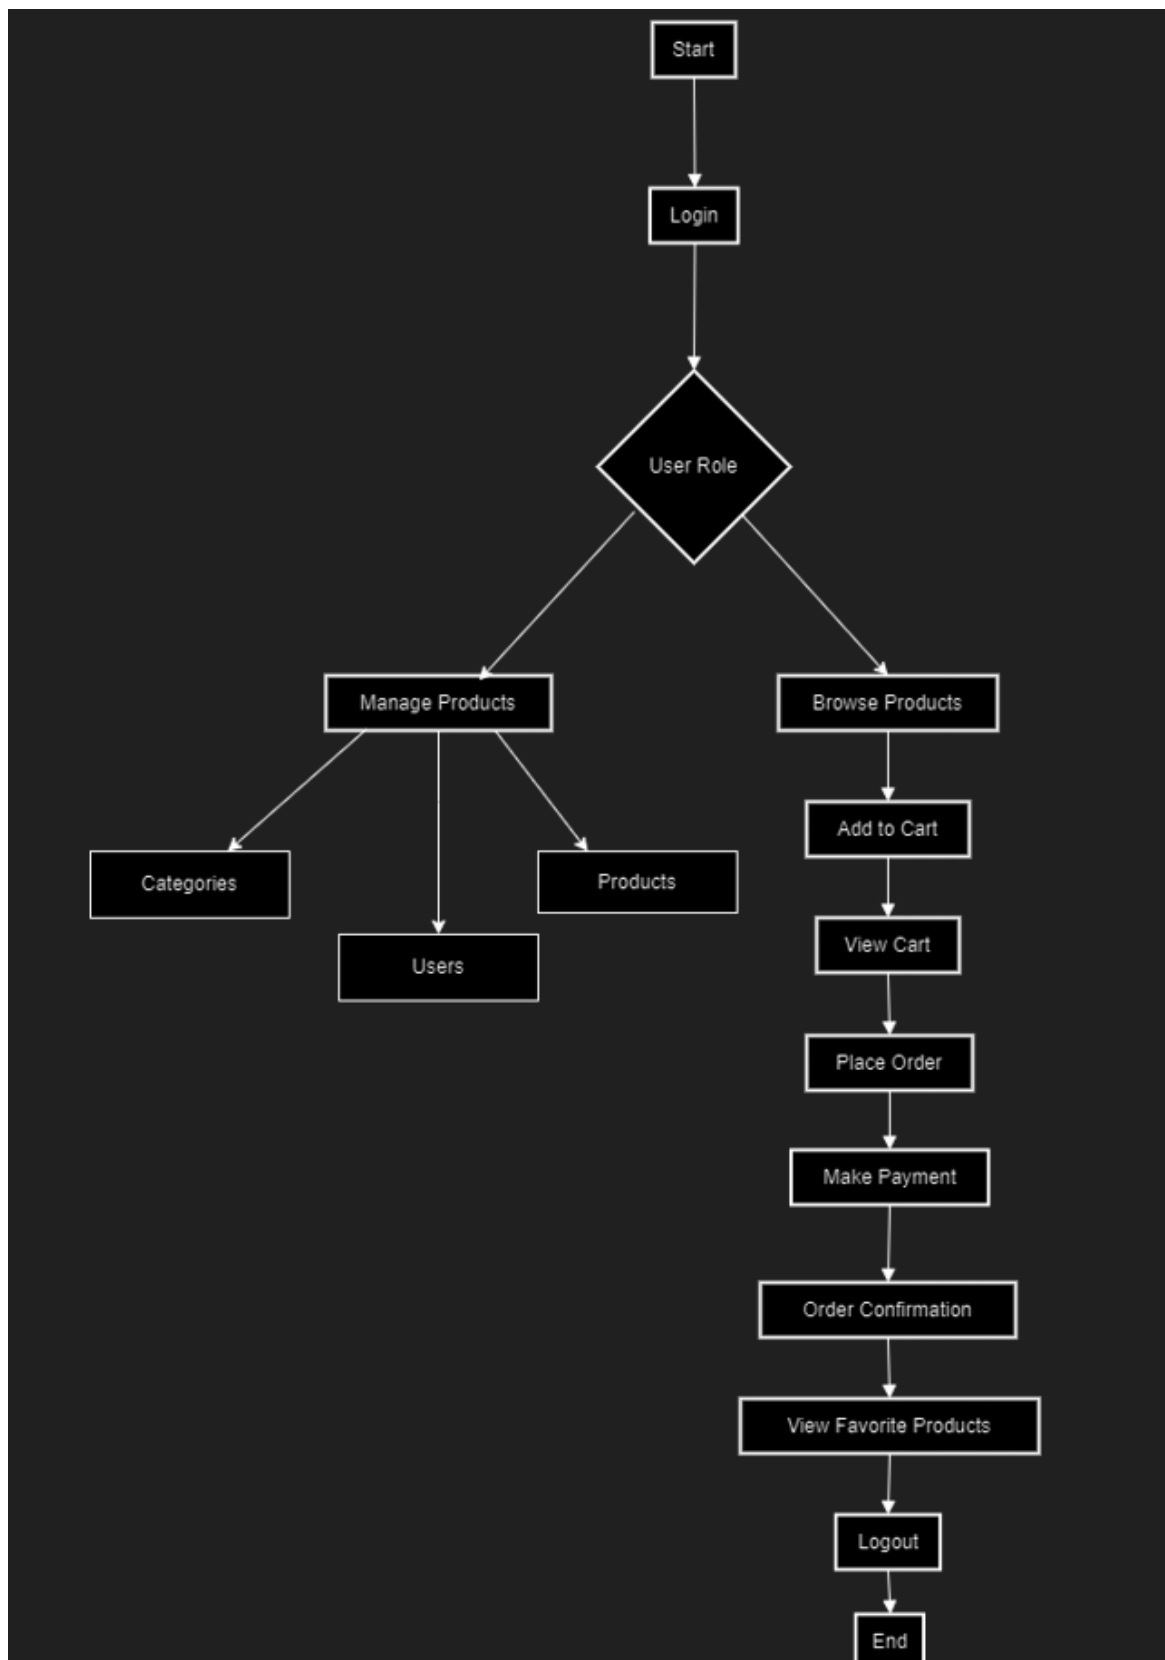 Start
Login
User Role
Manage Products
Browse Products
Categories
Users
Products
Add to Cart
View Cart
Place Order
Make Payment
Order Confirmation
View Favorite Products
Logout
End